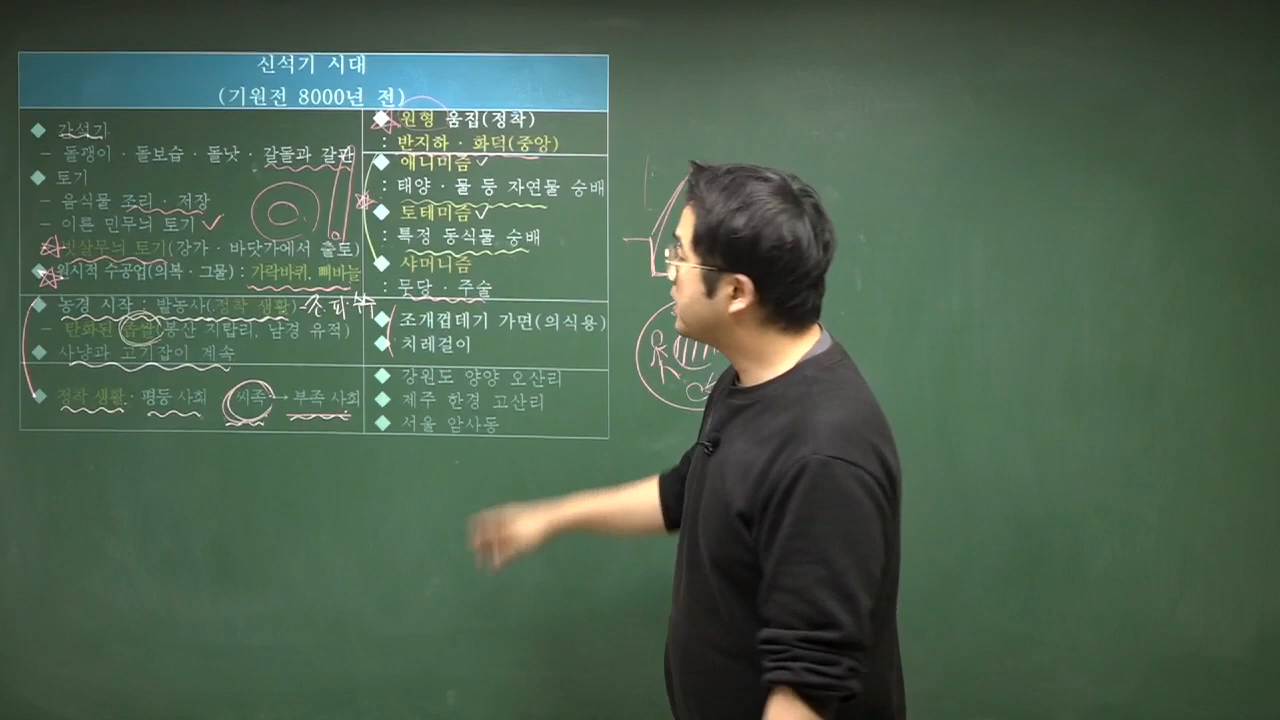 신석기 시대
(기원전 8000년 전)
◆ 간석기
- 돌괭이 · 돌보습 · 돌낫 · 갈돌과 갈판
◆ 토기
- 음식물 조리 · 저장
- 이른 민무늬 토기
빗살무늬 토기(강가 · 바닷가에서 출토)
◆ 원시적 수공업(의복 · 그물) : 가락바퀴, 뼈바늘
◆ 농경 시작 : 밭농사(정착 생활) - 조 피 수수
- 탄화된 좁쌀(봉산 지탑리, 남경 유적)
◆ 사냥과 고기잡이 계속
◆ 정착 생활 · 평등 사회
씨족 → 부족 사회
◆ 원형 움집(정착)
: 반지하 · 화덕(중앙)
◆ 애니미즘
: 태양 · 물 등 자연물 숭배
◆ 토테미즘
: 특정 동식물 숭배
◆ 샤머니즘
: 무당 · 주술
◆ 조개껍데기 가면(의식용)
◆ 치레걸이
◆ 강원도 양양 오산리
◆ 제주 한경 고산리
◆ 서울 암사동